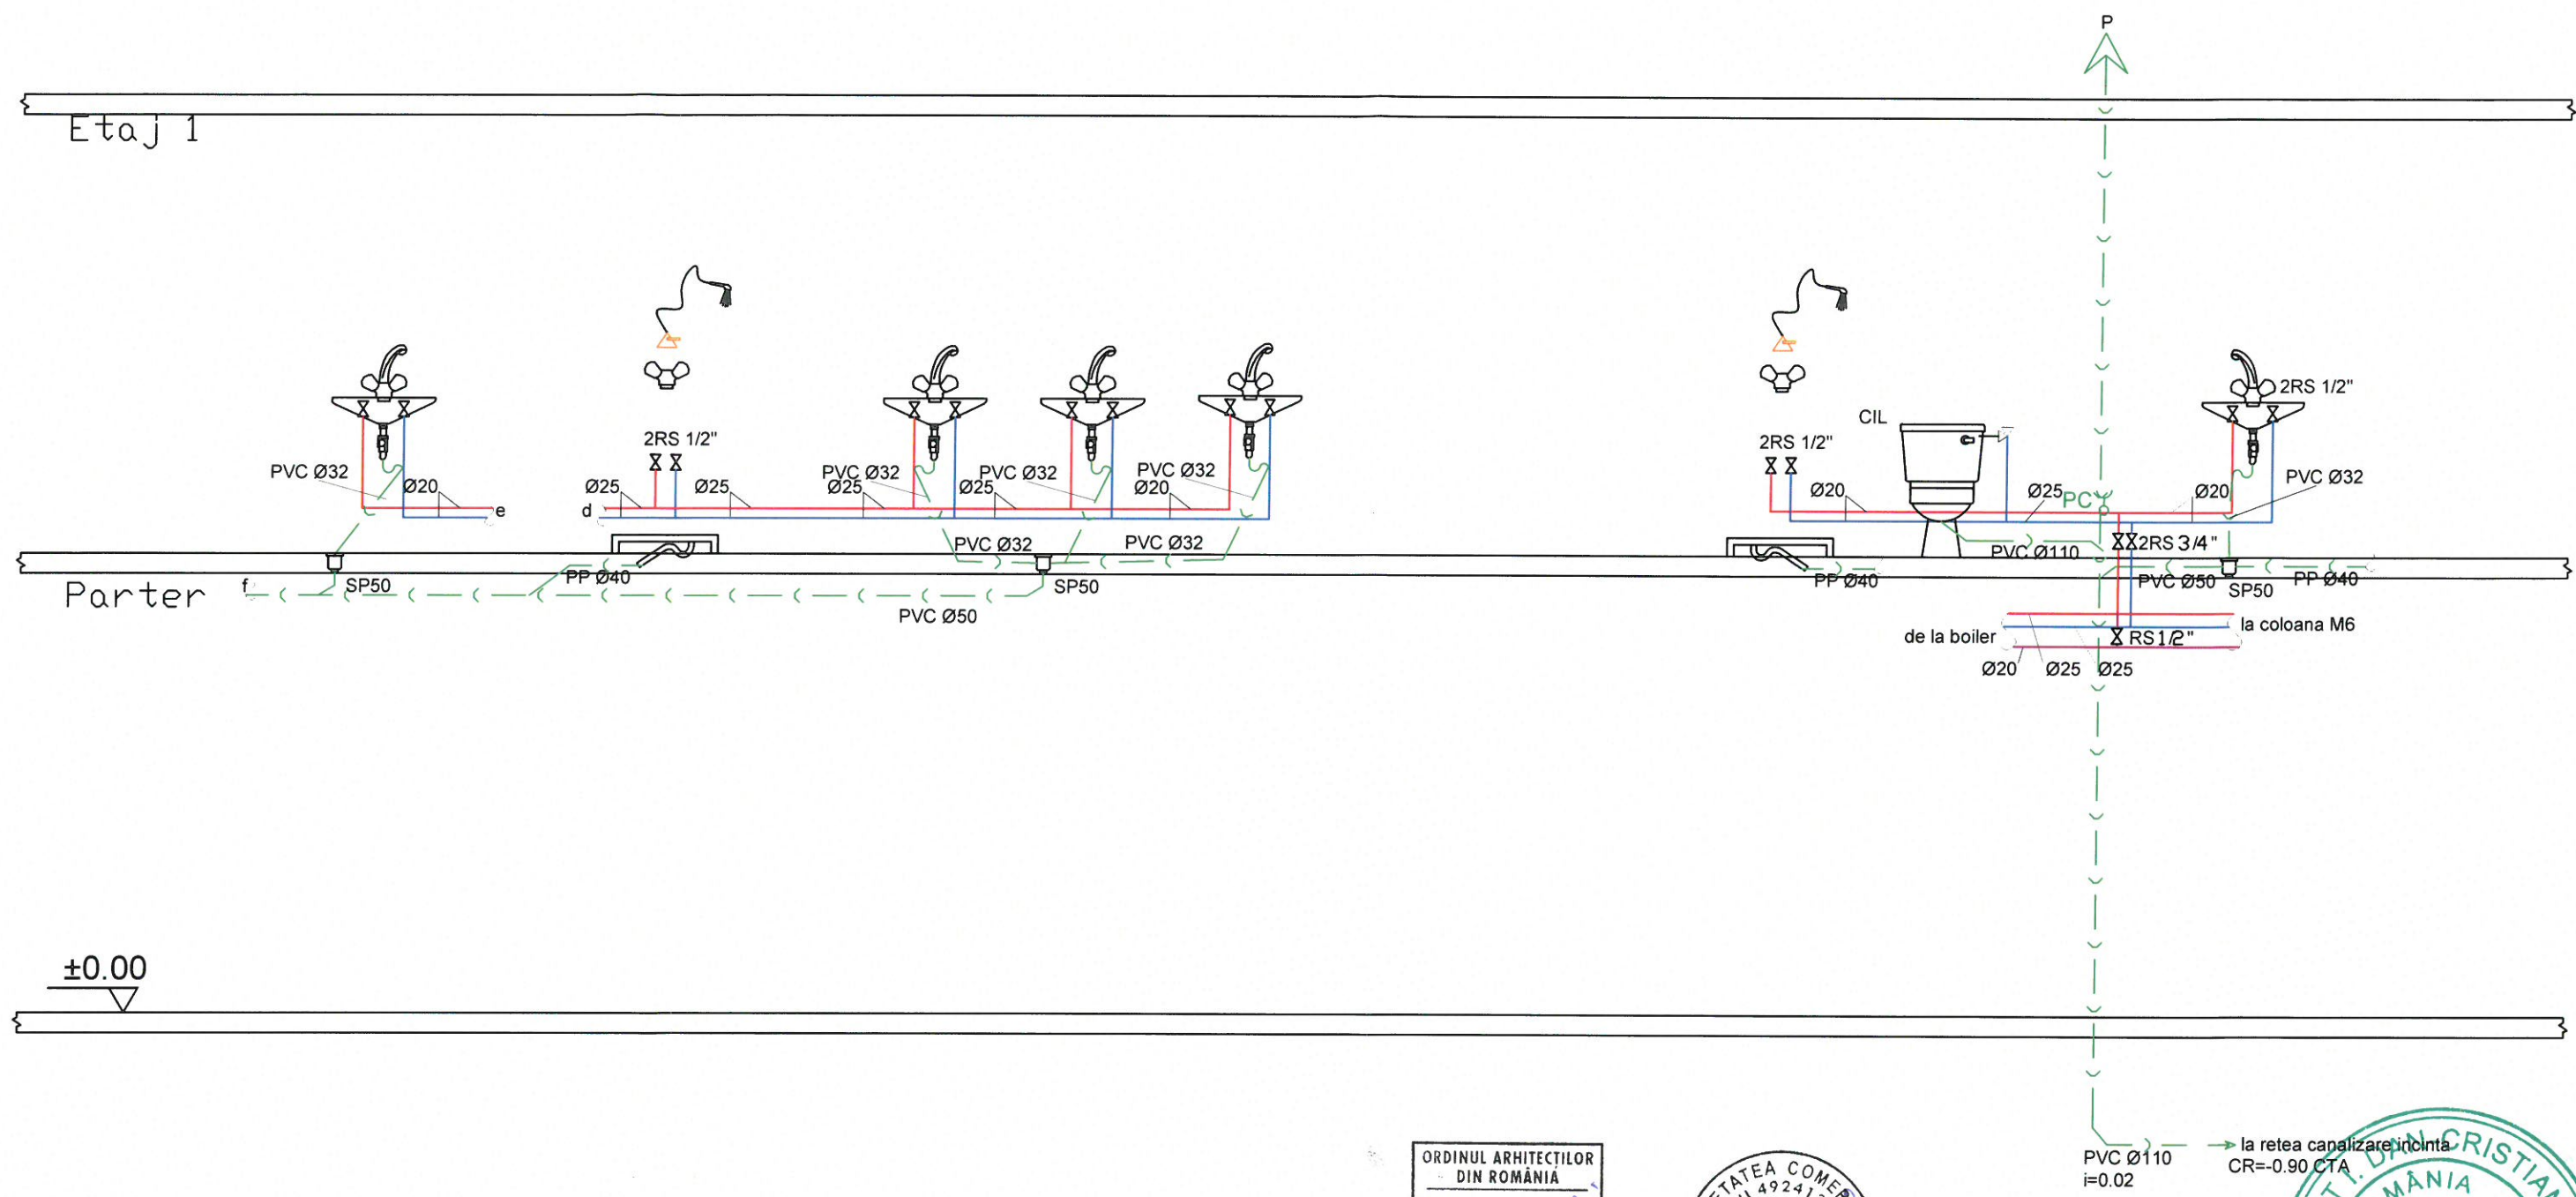 P
Etaj 1
2RS 1/2"
CIL
2RS 1/2"
2RS 1/2"
PVC Ø32
Ø20
e
d
Ø25
Ø25
PVC Ø32
Ø25
PVC Ø32
Ø25
PVC Ø32
Ø20
Ø20
Ø25
PC
Ø20
PVC Ø32
PVC Ø32
PVC Ø32
PVC Ø110
2RS 3/4"
Parter
f
SP50
PP Ø40
SP50
PVC Ø50
PP Ø40
PVC Ø50
SP50
PP Ø40
de la boiler
RS1/2"
la coloana M6
Ø20
Ø25
Ø25
±0.00
PVC Ø110
i=0.02
la retea canalizare incinta
CR=-0.90 CTA
ORDINUL ARHITECȚILOR
DIN ROMÂNIA
DAN CRISTIAN